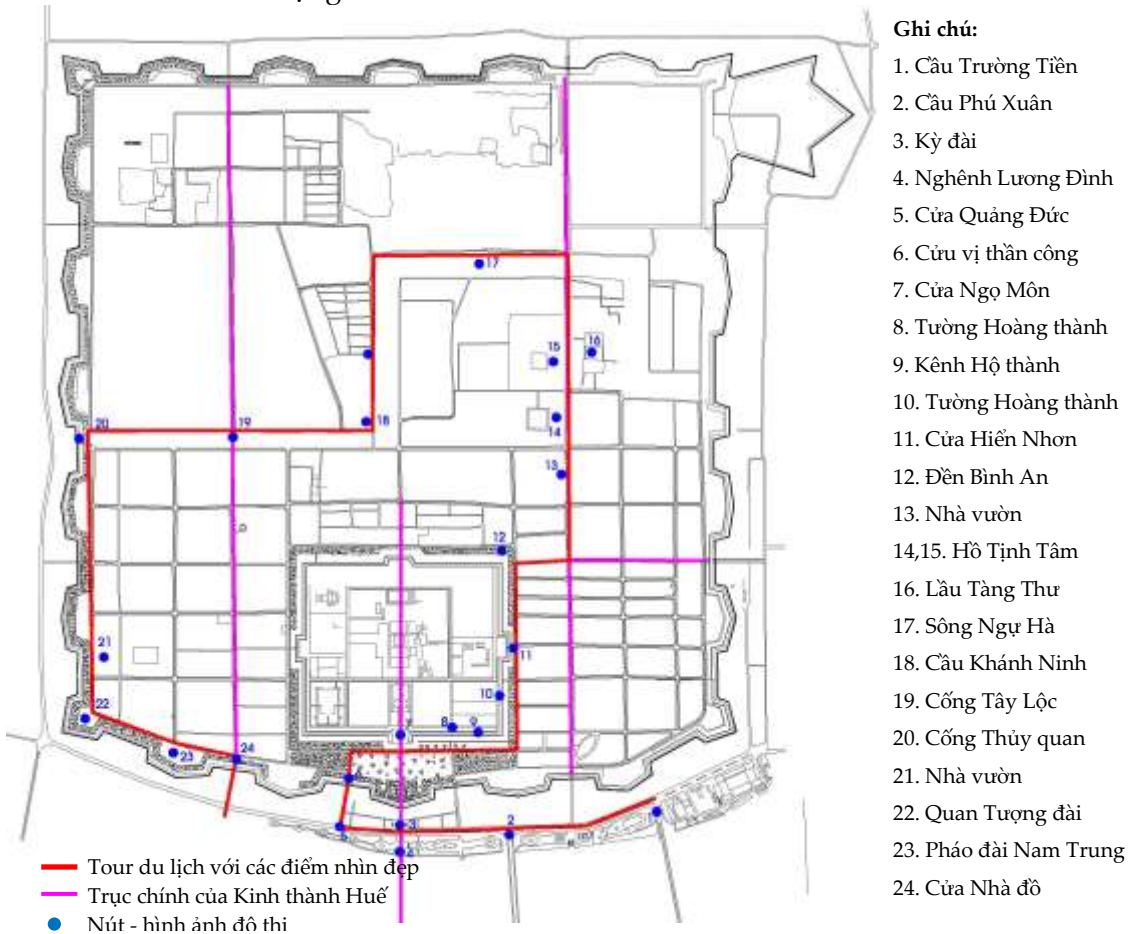 Ghi chú:
1. Cầu Trường Tiền
2. Cầu Phú Xuân
3. Kỳ đài
4. Nghênh Lương Đình
5. Cửa Quảng Đức
6. Cửu vị thần công
7. Cửa Ngọ Môn
8. Tường Hoàng thành
9. Kênh Hộ thành
10. Tường Hoàng thành
11. Cửa Hiển Nhơn
12. Đền Bình An
13. Nhà vườn
14,15. Hồ Tịnh Tâm
16. Lầu Tàng Thư
17. Sông Ngự Hà
18. Cầu Khánh Ninh
19. Cống Tây Lộc
20. Cống Thủy quan
21. Nhà vườn
22. Quan Tượng đài
23. Pháo đài Nam Trung
24. Cửa Nhà đồ
17
15
16
20
19
18
14
13
12
11
21
10
22
8
9
7
23
24
3
2
Tour du lịch với các điểm nhìn đẹp
Trục chính của Kinh thành Huế
Nút - hình ảnh đô thị